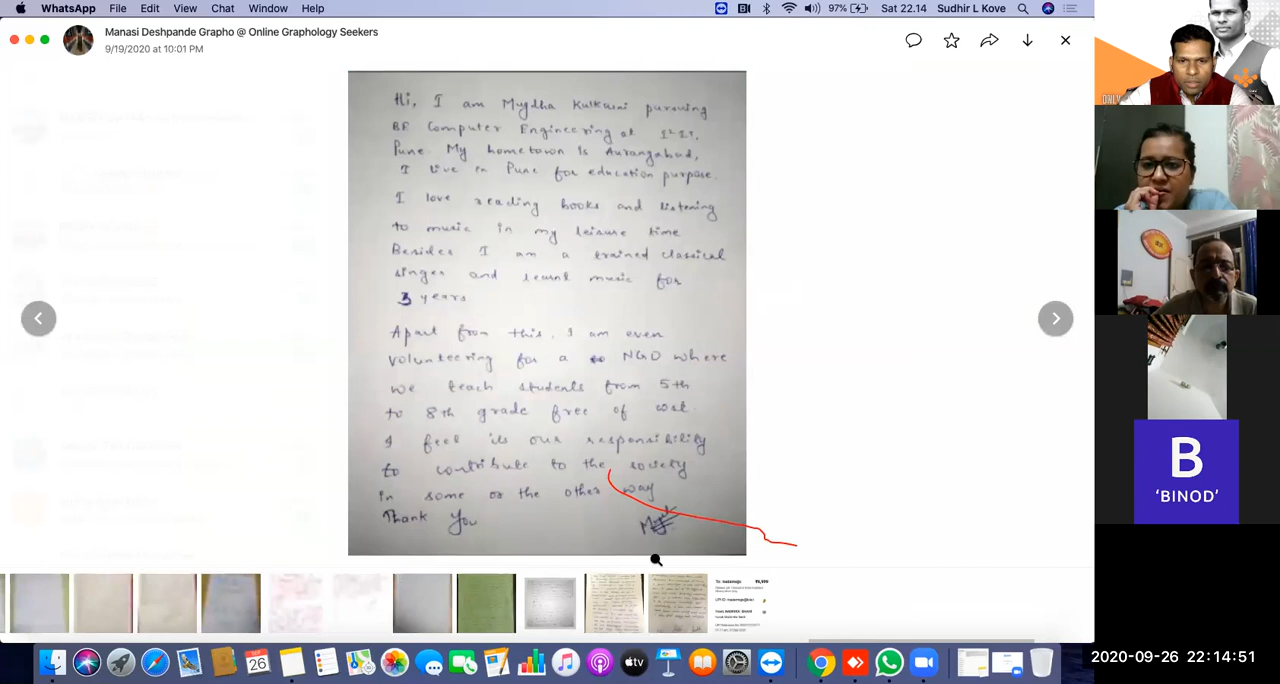 WhatsApp File Edit View Chat Window Help
97% Sat 22.14 Sudhir L Kove
Manasi Deshpande Grapho @ Online Graphology Seekers
9/19/2020 at 10:01 PM
Hi, I am Mugdha Kulkarni pursuing
BE Computer Engineering at I²IT,
Pune. My hometown is Aurangabad,
I live in Pune for education purpose.
I love reading books and listening
to music in my leisure time
Besides I am a trained classical
singer and learnt music for
3 years
Apart from this, I am even
volunteering for a NGO where
we teach students from 5th
to 8th grade free of cost.
I feel its our responsibility
to contribute to the society
in some or the other way
Thank You
B
'BINOD'
SEP
26
tv
2020-09-26 22:14:51